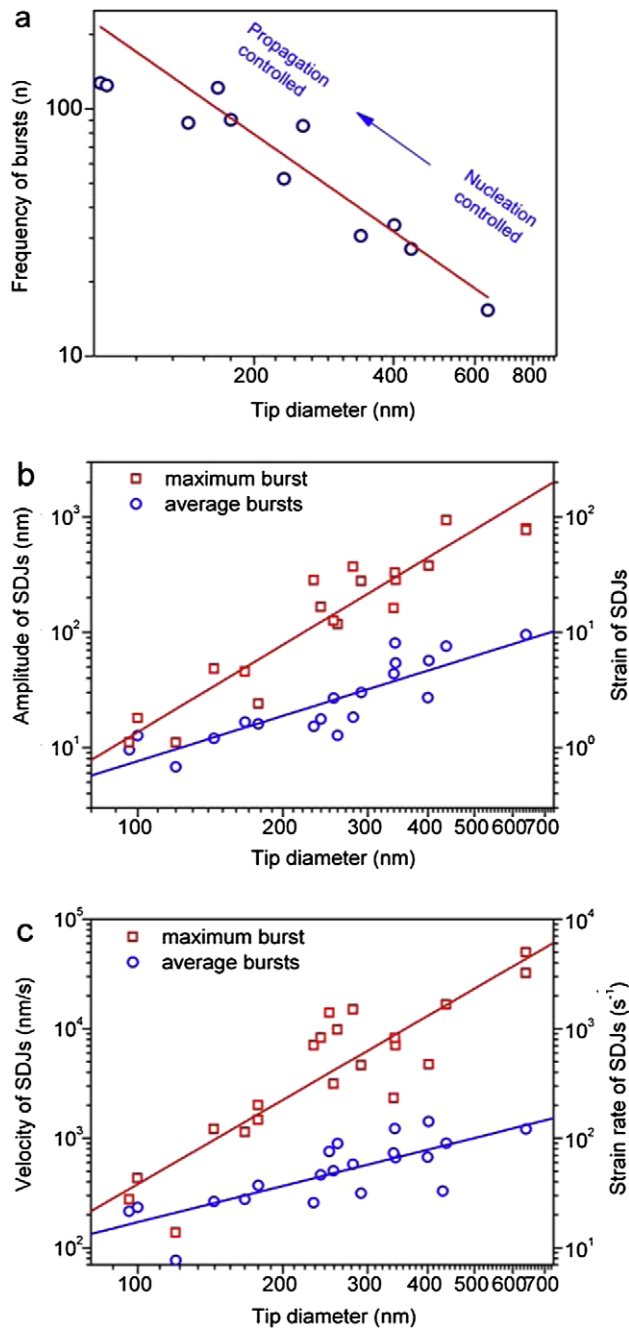 a
Propagation
controlled
Nucleation
controlled
Frequency of bursts (n)
100
10
200 400 600 800
Tip diameter (nm)
b
maximum burst
average bursts
Amplitude of SDJs (nm)
10³
10²
10¹
Strain of SDJs
10²
10¹
10⁰
100 200 300 400 500 600 700
Tip diameter (nm)
c
maximum burst
average bursts
Velocity of SDJs (nm/s)
10⁵
10⁴
10³
10²
Strain rate of SDJs (s⁻¹)
10⁴
10³
10²
10¹
100 200 300 400 500 600 700
Tip diameter (nm)